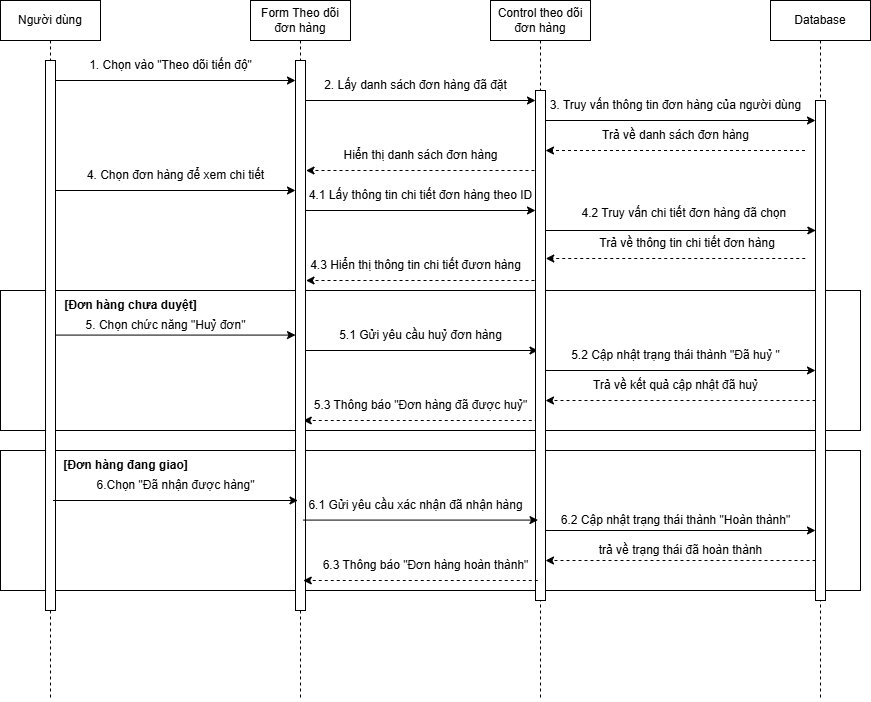 Người dùng
Form Theo dõi
đơn hàng
Control theo dõi
đơn hàng
Database
1. Chọn vào "Theo dõi tiến độ"
2. Lấy danh sách đơn hàng đã đặt
3. Truy vấn thông tin đơn hàng của người dùng
Trả về danh sách đơn hàng
Hiển thị danh sách đơn hàng
4. Chọn đơn hàng để xem chi tiết
4.1 Lấy thông tin chi tiết đơn hàng theo ID
4.2 Truy vấn chi tiết đơn hàng đã chọn
Trả về thông tin chi tiết đơn hàng
4.3 Hiển thị thông tin chi tiết đươn hàng
[Đơn hàng chưa duyệt]
5. Chọn chức năng "Huỷ đơn"
5.1 Gửi yêu cầu huỷ đơn hàng
5.2 Cập nhật trạng thái thành "Đã huỷ "
Trả về kết quả cập nhật đã huỷ
5.3 Thông báo "Đơn hàng đã được huỷ"
[Đơn hàng đang giao]
6.Chọn "Đã nhận được hàng"
6.1 Gửi yêu cầu xác nhận đã nhận hàng
6.2 Cập nhật trạng thái thành "Hoàn thành"
trả về trạng thái đã hoàn thành
6.3 Thông báo "Đơn hàng hoàn thành"